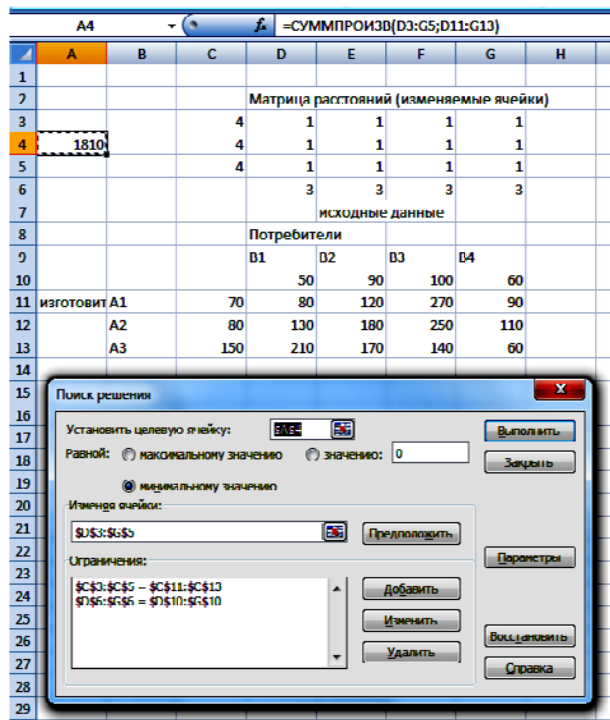 A4 fx =СУММПРОИЗВ(D3:G5;D11:G13)
A B C D E F G H
1
2 Матрица расстояний (изменяемые ячейки)
3 4 1 1 1 1
4 1810 4 1 1 1 1
5 4 1 1 1 1
6 3 3 3 3
7 исходные данные
8 Потребители
9 B1 B2 B3 B4
10 50 90 100 60
11 изготовит A1 70 80 120 270 90
12 A2 80 130 180 250 110
13 A3 150 210 170 140 60
14
15 Поиск решения x
16
17 Установить целевую ячейку: $A$4 Выполнить
18 Равной: максимальному значению значению: 0 Закрыть
19 минимальному значению
20 Изменяя ячейки:
21 $D$3:$G$5 Предположить
22 Параметры
23 Ограничения:
24 $C$3:$C$5 = $C$11:$C$13 Добавить
$D$6:$G$6 = $D$10:$G$10
25 Изменить
26 Восстановить
27 Удалить Справка
28
29